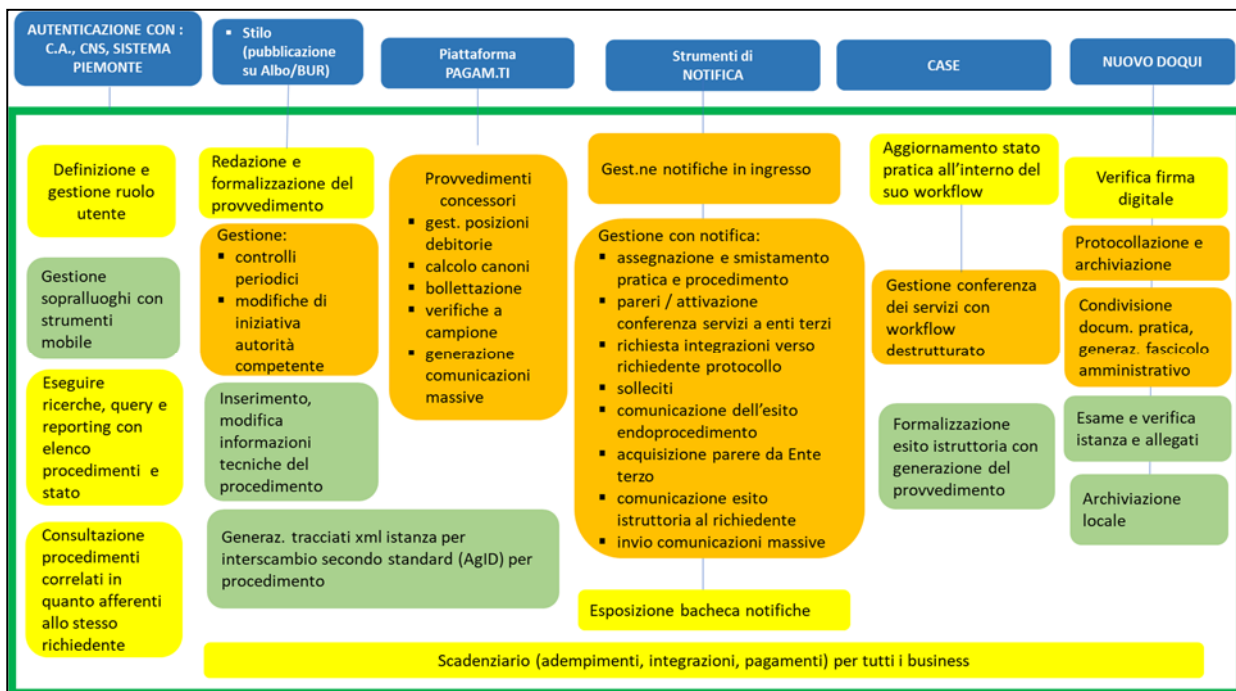 AUTENTICAZIONE CON :
C.A., CNS, SISTEMA
PIEMONTE
▪ Stilo
(pubblicazione
su Albo/BUR)
Piattaforma
PAGAM.TI
Strumenti di
NOTIFICA
CASE
NUOVO DOQUI
Definizione e
gestione ruolo
utente
Gestione
sopralluoghi con
strumenti
mobile
Eseguire
ricerche, query e
reporting con
elenco
procedimenti e
stato
Consultazione
procedimenti
correlati in
quanto afferenti
allo stesso
richiedente
Redazione e
formalizzazione del
provvedimento
Gestione:
▪ controlli
periodici
▪ modifiche di
iniziativa
autorità
competente
Inserimento,
modifica
informazioni
tecniche del
procedimento
Generaz. tracciati xml istanza per
interscambio secondo standard (AgID) per
procedimento
Provvedimenti
concessori
▪ gest. posizioni
debitorie
▪ calcolo canoni
▪ bollettazione
▪ verifiche a
campione
▪ generazione
comunicazioni
massive
Gest.ne notifiche in ingresso
Gestione con notifica:
▪ assegnazione e smistamento
pratica e procedimento
▪ pareri / attivazione
conferenza servizi a enti terzi
▪ richiesta integrazioni verso
richiedente protocollo
▪ solleciti
▪ comunicazione dell'esito
endoprocedimento
▪ acquisizione parere da Ente
terzo
▪ comunicazione esito
istruttoria al richiedente
▪ invio comunicazioni massive
Esposizione bacheca notifiche
Aggiornamento stato
pratica all'interno del
suo workflow
Gestione conferenza
dei servizi con
workflow
destrutturato
Formalizzazione
esito istruttoria con
generazione del
provvedimento
Verifica firma
digitale
Protocollazione e
archiviazione
Condivisione
docum. pratica,
generaz. fascicolo
amministrativo
Esame e verifica
istanza e allegati
Archiviazione
locale
Scadenziario (adempimenti, integrazioni, pagamenti) per tutti i business